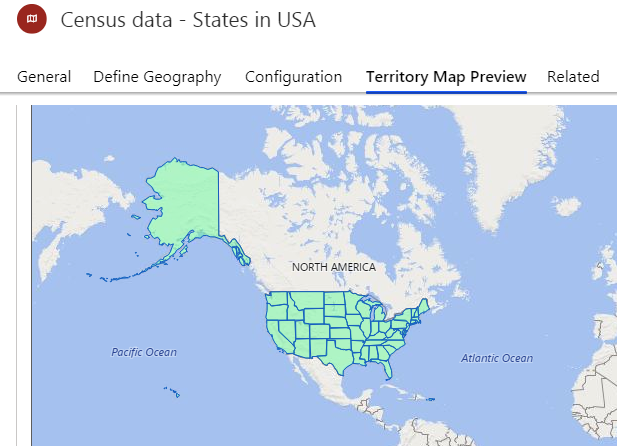 Census data - States in USA
General Define Geography Configuration Territory Map Preview Related
NORTH AMERICA
Pacific Ocean
Atlantic Ocean